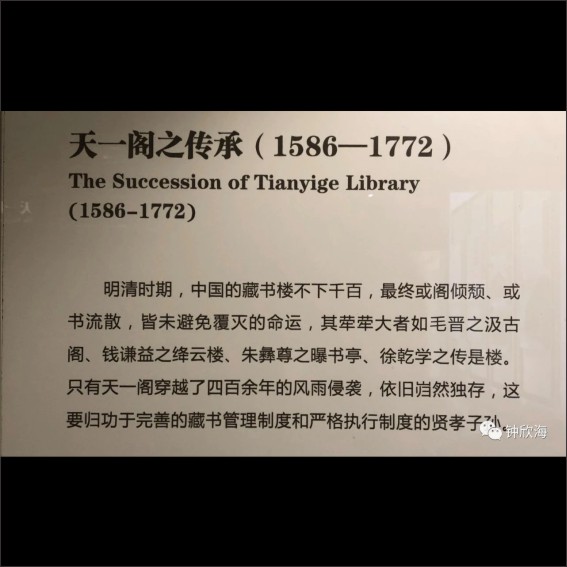 天一阁之传承（1586—1772）
The Succession of Tianyige Library
(1586-1772)
明清时期，中国的藏书楼不下千百，最终或阁倾颓、或
书流散，皆未避免覆灭的命运，其荦荦大者如毛晋之汲古
阁、钱谦益之绛云楼、朱彝尊之曝书亭、徐乾学之传是楼。
只有天一阁穿越了四百余年的风雨侵袭，依旧岿然独存，这
要归功于完善的藏书管理制度和严格执行制度的贤孝子孙。
钟欣海